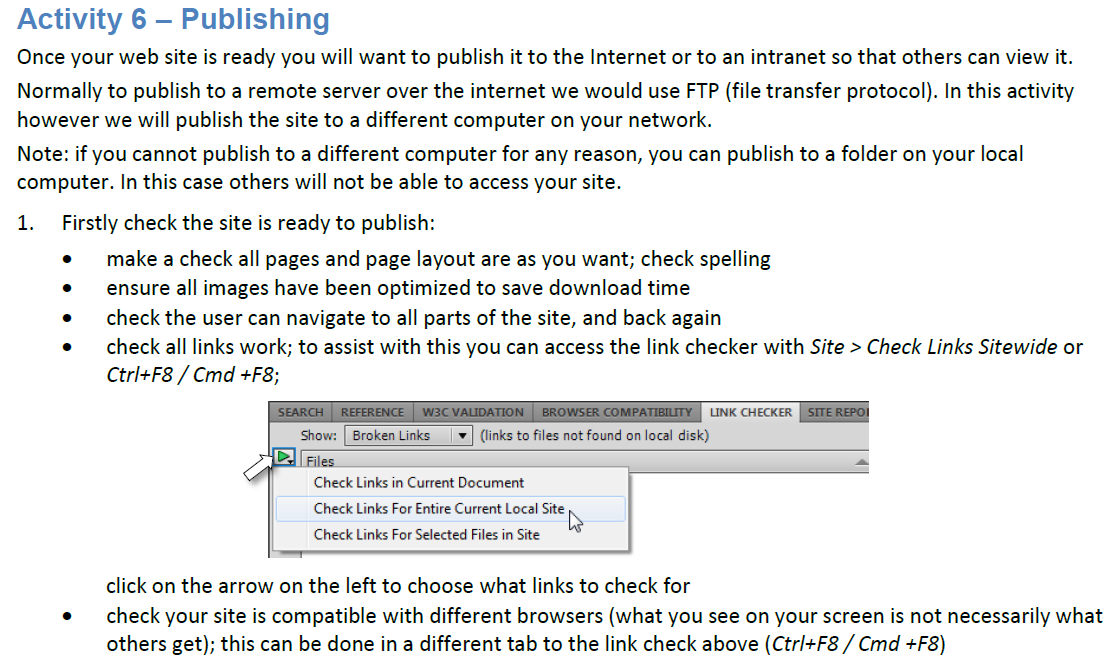 Activity 6 – Publishing
Once your web site is ready you will want to publish it to the Internet or to an intranet so that others can view it.
Normally to publish to a remote server over the internet we would use FTP (file transfer protocol). In this activity
however we will publish the site to a different computer on your network.
Note: if you cannot publish to a different computer for any reason, you can publish to a folder on your local
computer. In this case others will not be able to access your site.
1. Firstly check the site is ready to publish:
• make a check all pages and page layout are as you want; check spelling
• ensure all images have been optimized to save download time
• check the user can navigate to all parts of the site, and back again
• check all links work; to assist with this you can access the link checker with Site > Check Links Sitewide or
Ctrl+F8 / Cmd +F8;
SEARCH REFERENCE W3C VALIDATION BROWSER COMPATIBILITY LINK CHECKER SITE REPO
Show: Broken Links (links to files not found on local disk)
Files
Check Links in Current Document
Check Links For Entire Current Local Site
Check Links For Selected Files in Site
click on the arrow on the left to choose what links to check for
• check your site is compatible with different browsers (what you see on your screen is not necessarily what
others get); this can be done in a different tab to the link check above (Ctrl+F8 / Cmd +F8)